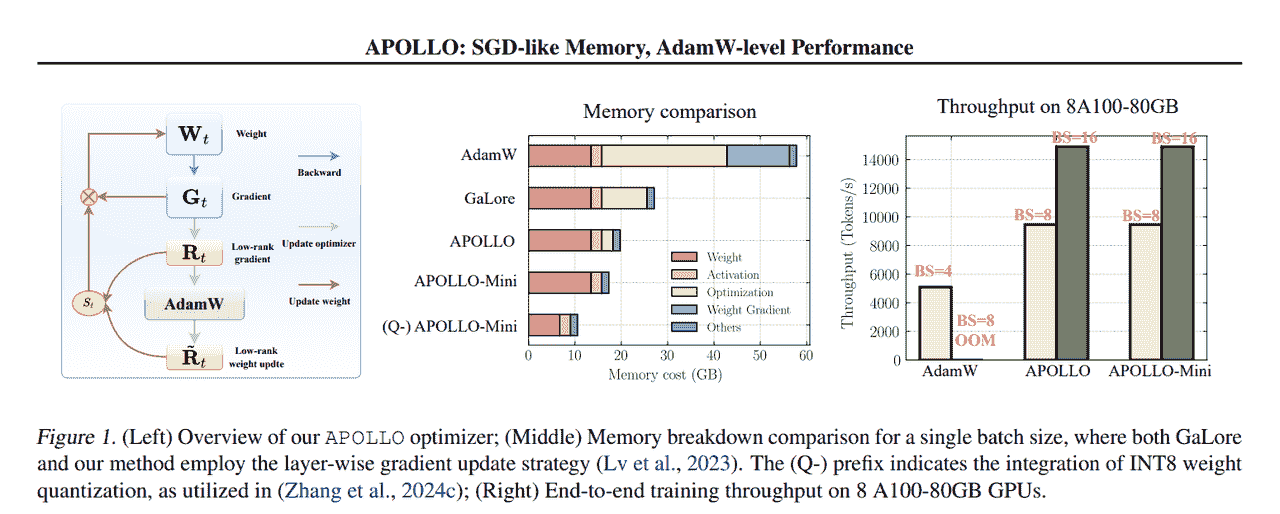 APOLLO: SGD-like Memory, AdamW-level Performance
W_t
Weight
Backward
G_t
Gradient
Update optimizer
R_t
Low-rank
gradient
S_t
AdamW
Update weight
R̃_t
Low-rank
weight updte
Memory comparison
AdamW
GaLore
APOLLO
APOLLO-Mini
(Q-) APOLLO-Mini
Weight
Activation
Optimization
Weight Gradient
Others
0 10 20 30 40 50 60
Memory cost (GB)
Throughput on 8A100-80GB
Throughput (Tokens/s)
14000
12000
10000
8000
6000
4000
2000
0
BS=4
BS=8
OOM
BS=8
BS=16
BS=8
BS=16
AdamW APOLLO APOLLO-Mini
Figure 1. (Left) Overview of our APOLLO optimizer; (Middle) Memory breakdown comparison for a single batch size, where both GaLore
and our method employ the layer-wise gradient update strategy (Lv et al., 2023). The (Q-) prefix indicates the integration of INT8 weight
quantization, as utilized in (Zhang et al., 2024c); (Right) End-to-end training throughput on 8 A100-80GB GPUs.